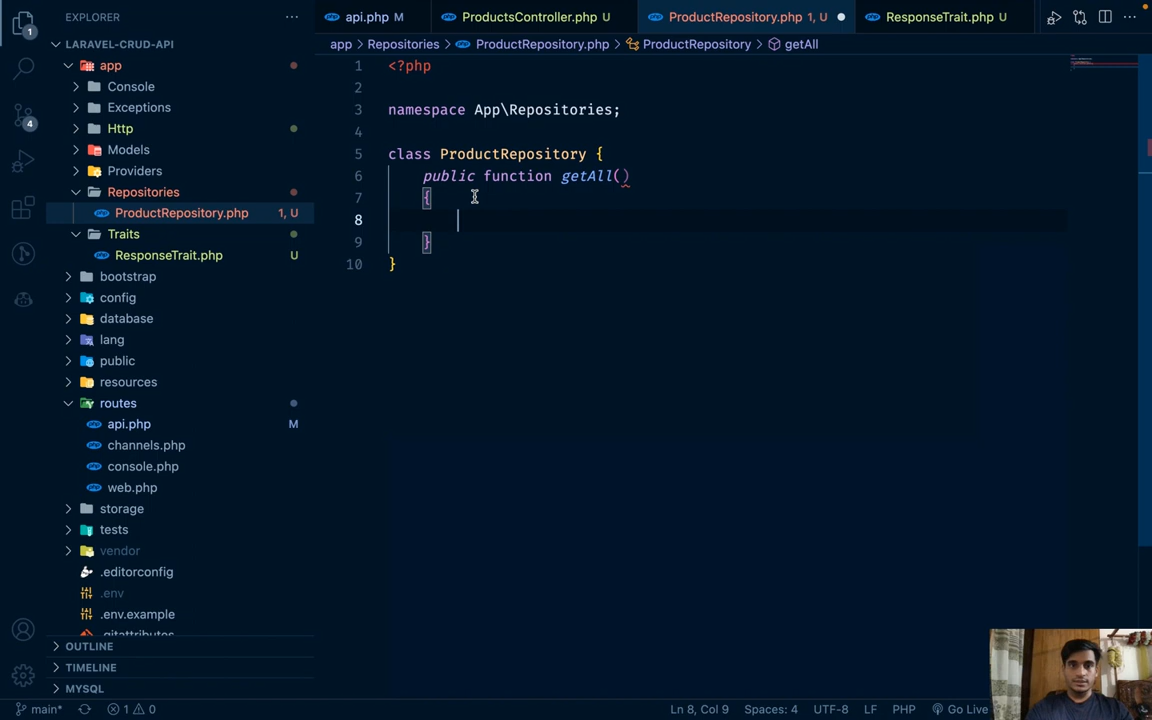 EXPLORER
LARAVEL-CRUD-API
app
Console
Exceptions
Http
Models
Providers
Repositories
ProductRepository.php 1, U
Traits
ResponseTrait.php U
bootstrap
config
database
lang
public
resources
routes
api.php M
channels.php
console.php
web.php
storage
tests
vendor
.editorconfig
.env
.env.example
.gitattributes
OUTLINE
TIMELINE
MYSQL
1
4
api.php M
ProductsController.php U
ProductRepository.php 1, U
ResponseTrait.php U
app > Repositories > ProductRepository.php > ProductRepository > getAll
1 <?php
2
3 namespace App\Repositories;
4
5 class ProductRepository {
6 public function getAll()
7 {
8
9 }
10 }
main* 1 0
Ln 8, Col 9 Spaces: 4 UTF-8 LF PHP Go Live